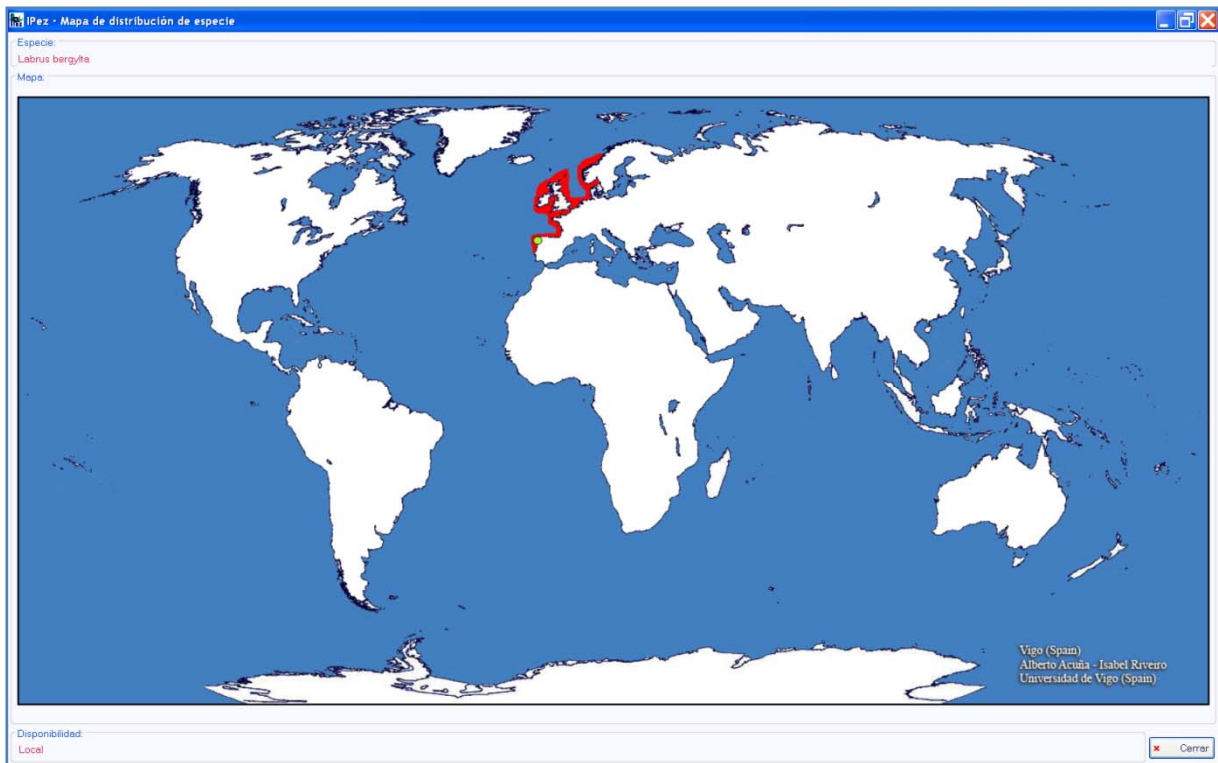 IPez - Mapa de distribución de especie
Especie:
Labrus bergylta
Mapa:
Vigo (Spain)
Alberto Acuña - Isabel Riveiro
Universidad de Vigo (Spain)
Disponibilidad:
Local
Cerrar